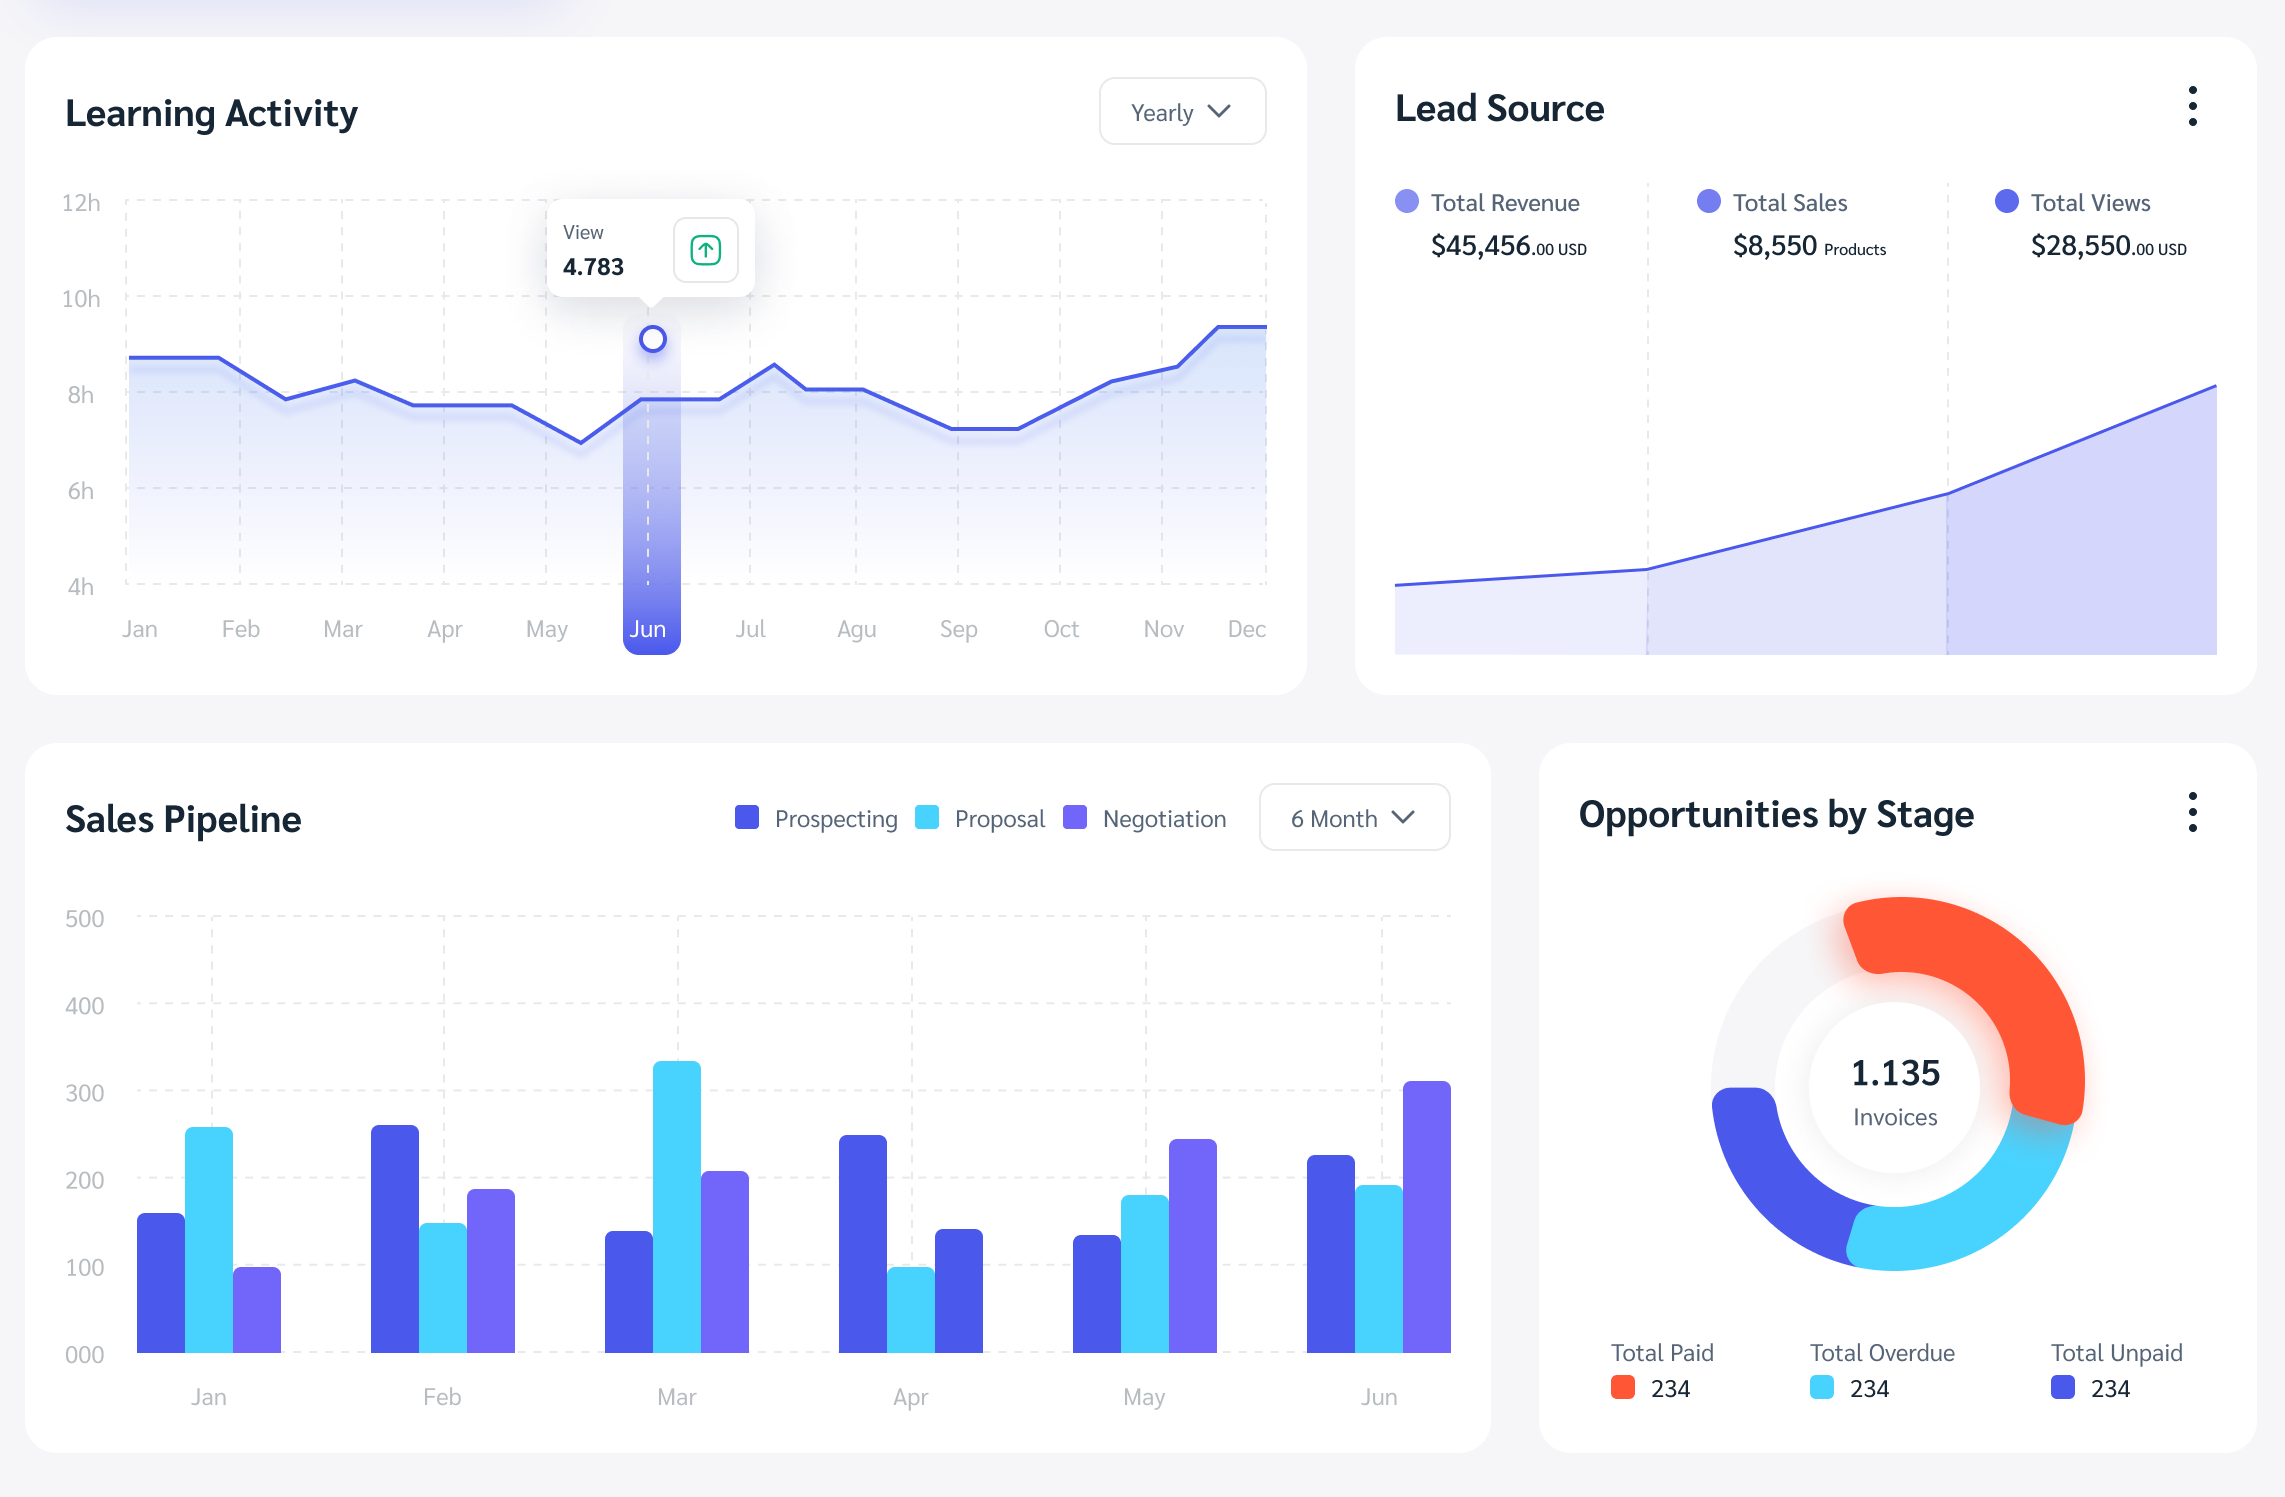 Learning Activity
Yearly
12h
10h
8h
6h
4h
View
4.783
Jan Feb Mar Apr May Jun Jul Agu Sep Oct Nov Dec
Lead Source
Total Revenue
$45,456.00 USD
Total Sales
$8,550 Products
Total Views
$28,550.00 USD
Sales Pipeline
Prospecting Proposal Negotiation
6 Month
500
400
300
200
100
000
Jan Feb Mar Apr May Jun
Opportunities by Stage
1.135
Invoices
Total Paid
234
Total Overdue
234
Total Unpaid
234